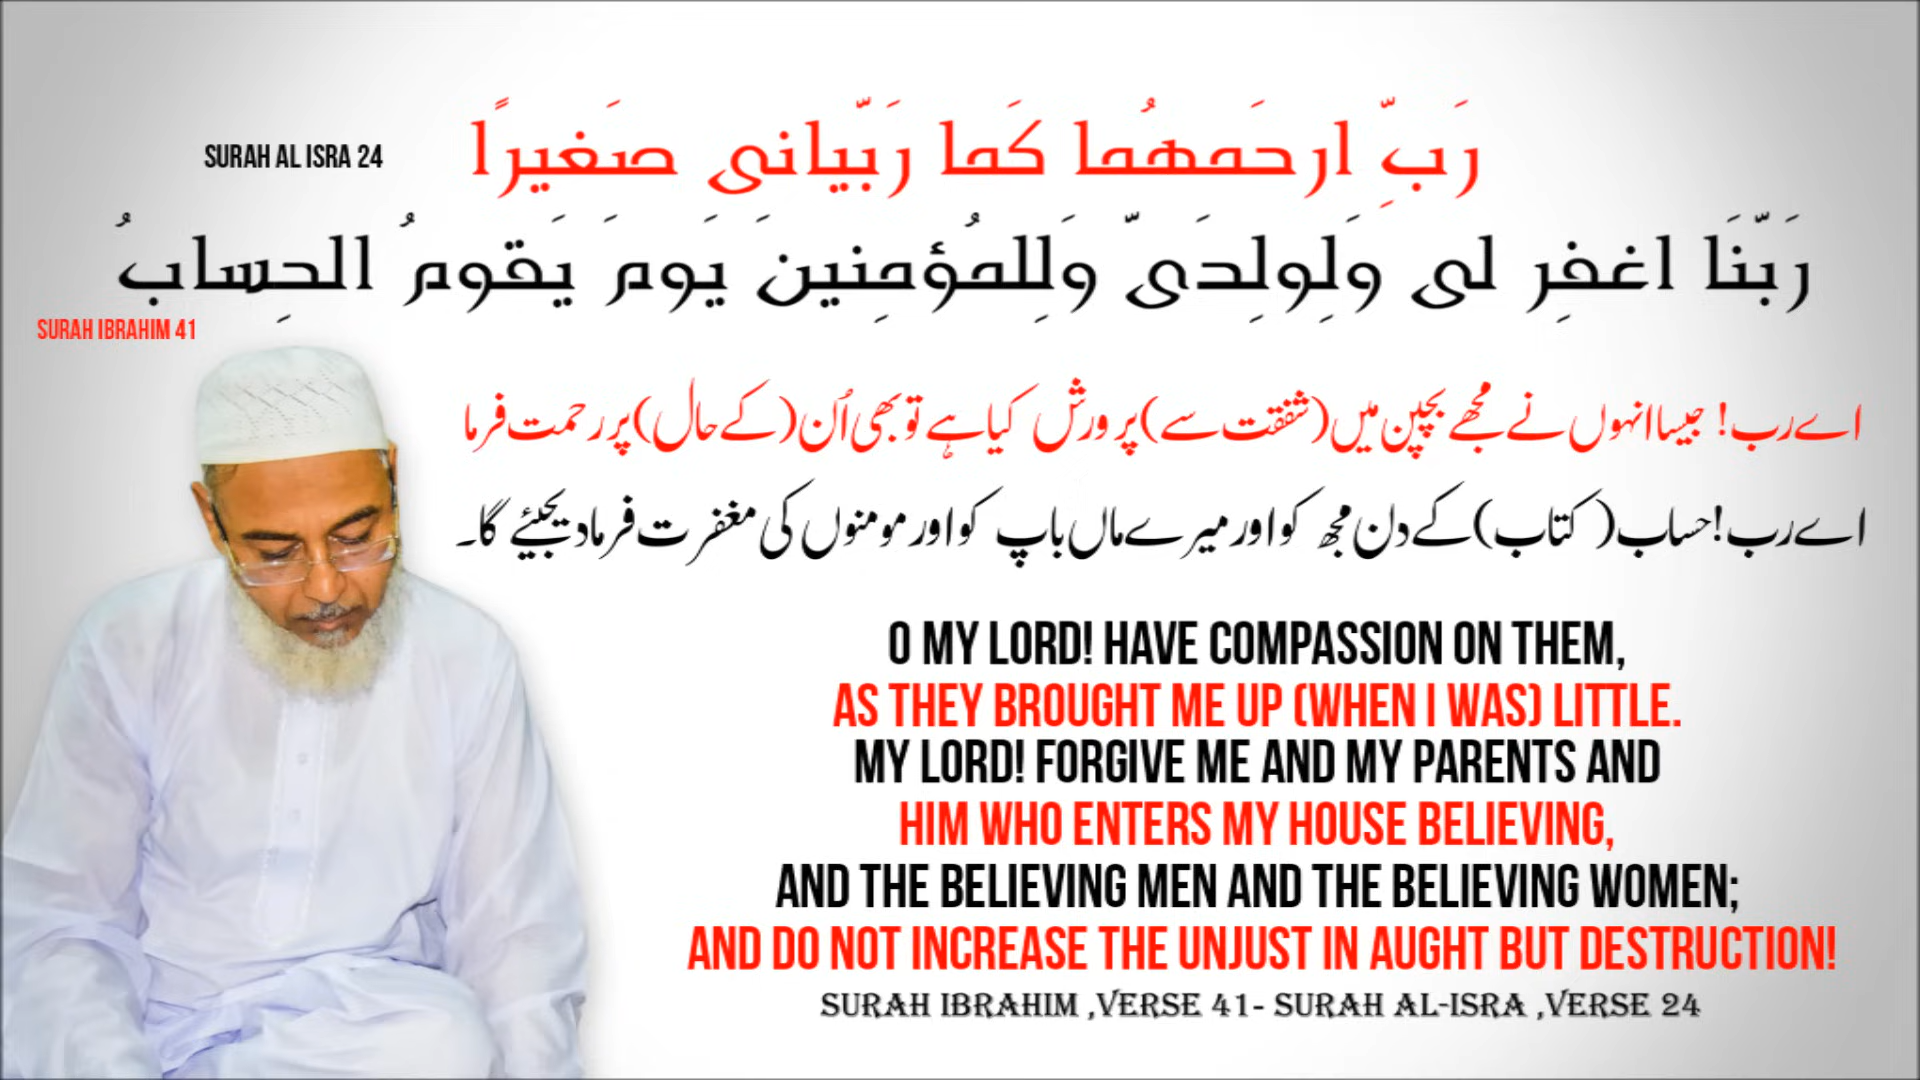 SURAH AL ISRA 24
رَبِّ ارحَمهُما كَما رَبَّيانى صَغيرًا
رَبَّنَا اغفِر لى وَلِولِدَىَّ وَلِلمُؤمِنينَ يَومَ يَقومُ الحِسابُ
SURAH IBRAHIM 41
اے رب! جیسا انہوں نے مجھے بچپن میں (شفقت سے) پرورش کیا ہے تو بھی اُن (کے حال) پر رحمت فرما
اے رب! حساب (کتاب) کے دن مجھ کو اور میرے ماں باپ کو اور مومنوں کی مغفرت فرما دیجیئے گا۔
O MY LORD! HAVE COMPASSION ON THEM,
AS THEY BROUGHT ME UP (WHEN I WAS) LITTLE.
MY LORD! FORGIVE ME AND MY PARENTS AND
HIM WHO ENTERS MY HOUSE BELIEVING,
AND THE BELIEVING MEN AND THE BELIEVING WOMEN;
AND DO NOT INCREASE THE UNJUST IN AUGHT BUT DESTRUCTION!
SURAH IBRAHIM ,VERSE 41- SURAH AL-ISRA ,VERSE 24